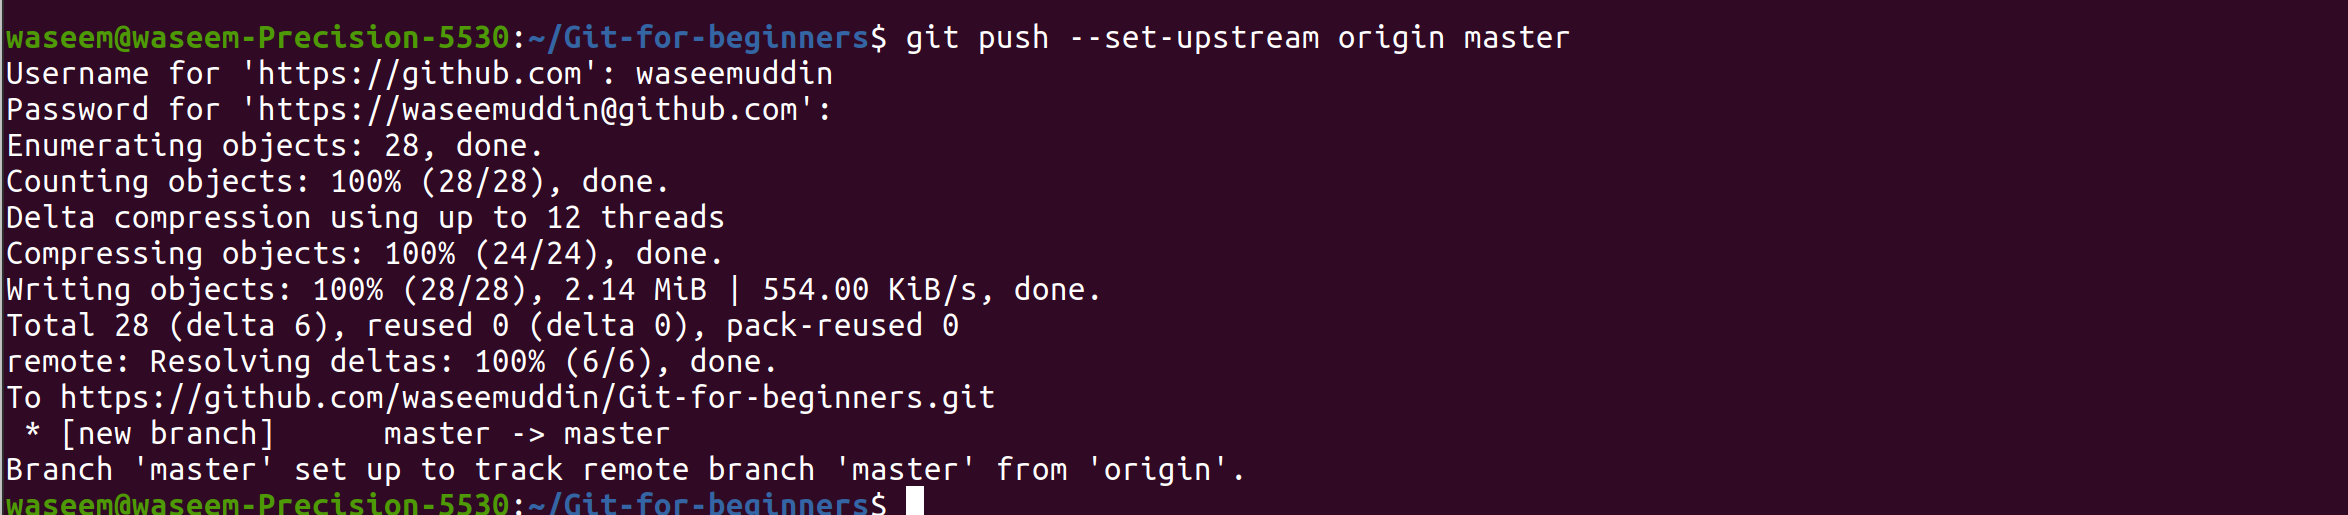 waseem@waseem-Precision-5530:~/Git-for-beginners$ git push --set-upstream origin master
Username for 'https://github.com': waseemuddin
Password for 'https://waseemuddin@github.com':
Enumerating objects: 28, done.
Counting objects: 100% (28/28), done.
Delta compression using up to 12 threads
Compressing objects: 100% (24/24), done.
Writing objects: 100% (28/28), 2.14 MiB | 554.00 KiB/s, done.
Total 28 (delta 6), reused 0 (delta 0), pack-reused 0
remote: Resolving deltas: 100% (6/6), done.
To https://github.com/waseemuddin/Git-for-beginners.git
 * [new branch]      master -> master
Branch 'master' set up to track remote branch 'master' from 'origin'.
waseem@waseem-Precision-5530:~/Git-for-beginners$